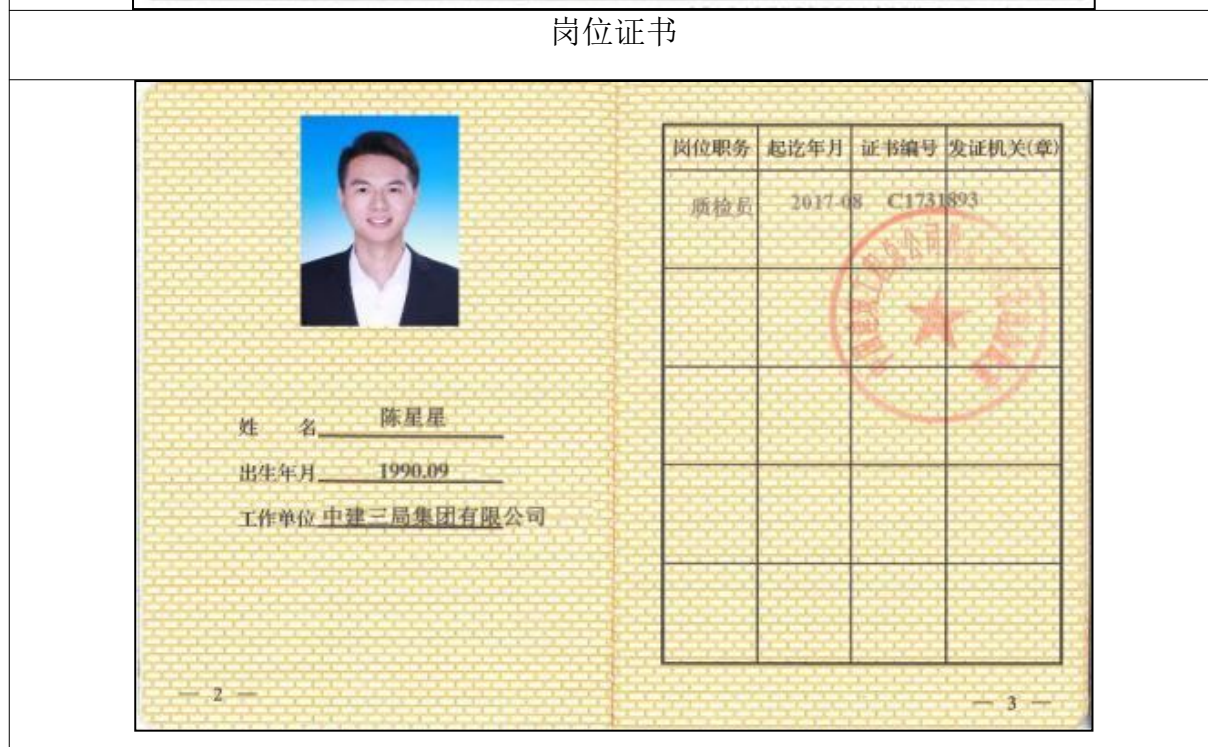 岗位证书
姓 名 陈星星
出生年月 1990.09
工作单位 中建三局集团有限公司
— 2 —
岗位职务 起讫年月 证书编号 发证机关(章)
质检员 2017-08 C1731893
— 3 —